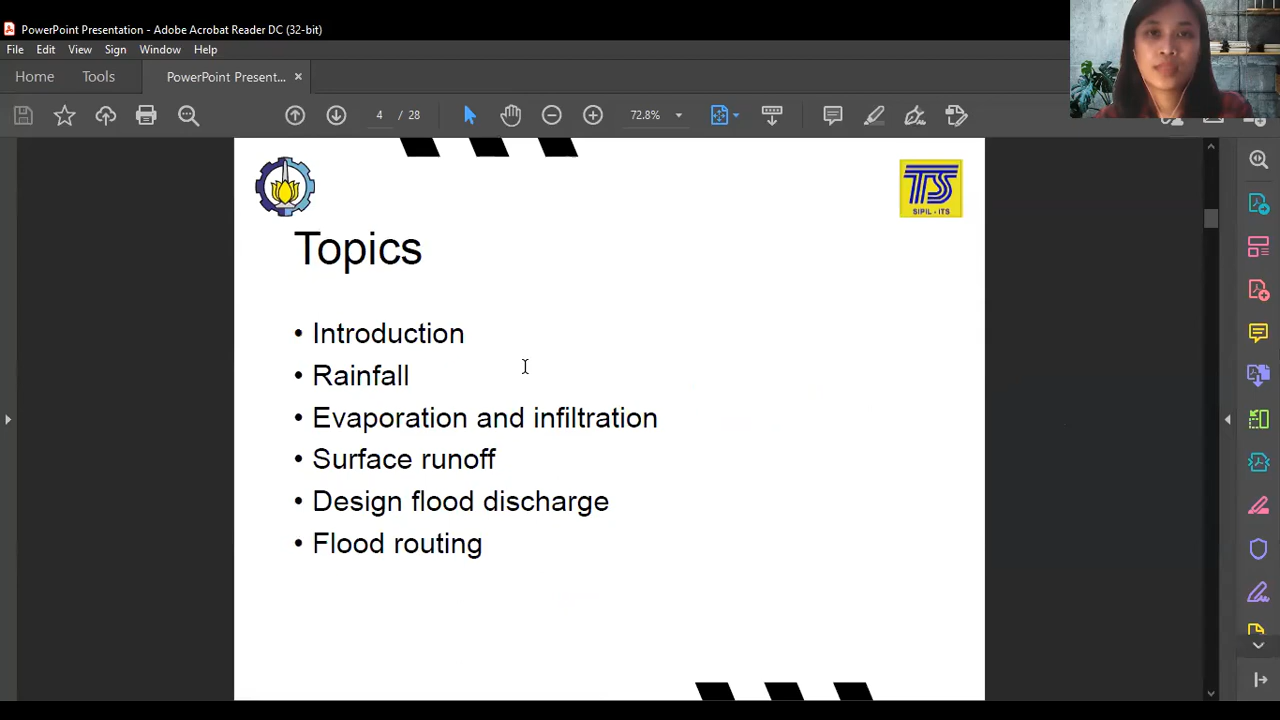 PowerPoint Presentation - Adobe Acrobat Reader DC (32-bit)
File Edit View Sign Window Help
Home Tools PowerPoint Present... ×
4 / 28 72.8%
TS
SIPIL - ITS
Topics
• Introduction
• Rainfall
• Evaporation and infiltration
• Surface runoff
• Design flood discharge
• Flood routing